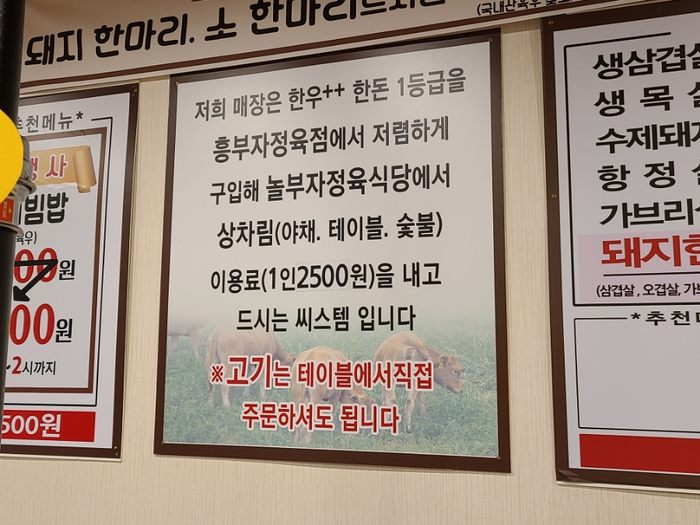 돼지 한마리. 소 한마리
저희 매장은 한우++ 한돈 1등급을
흥부자정육점에서 저렴하게
구입해 놀부자정육식당에서
상차림(야채. 테이블. 숯불)
이용료(1인2500원)을 내고
드시는 씨스템 입니다
※고기는 테이블에서직접
주문하셔도 됩니다
추천메뉴*
행사
빔밥
00원
00원
~2시까지
500원
생삼겹살
생 목 살
수제돼지
항 정 살
가브리살
돼지한
(삼겹살, 오겹살, 가브
*추천메